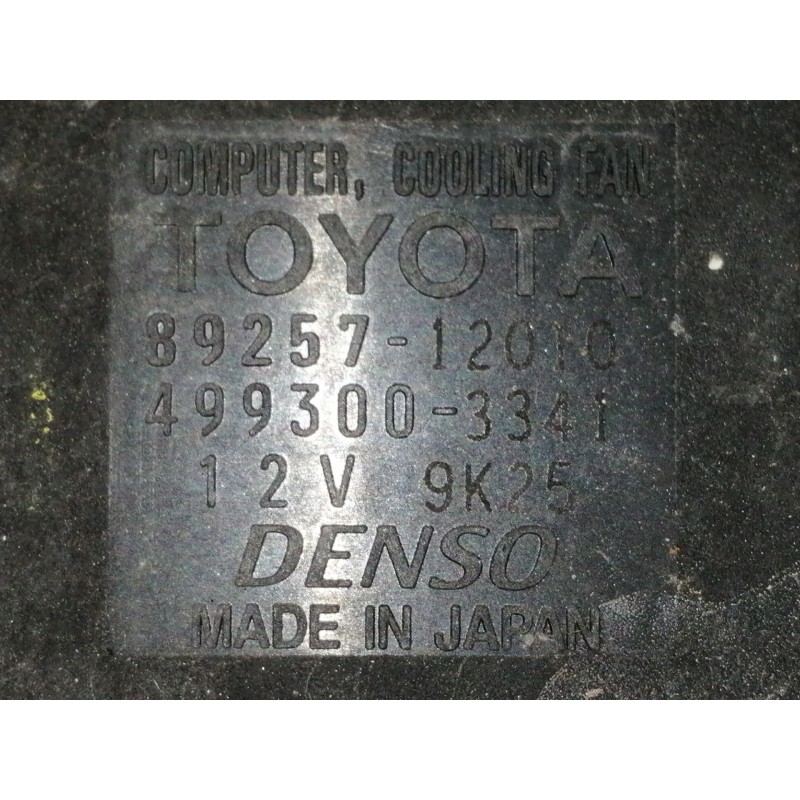 COMPUTER, COOLING FAN
TOYOTA
89257-12010
499300-3341
12V 9K25
DENSO
MADE IN JAPAN